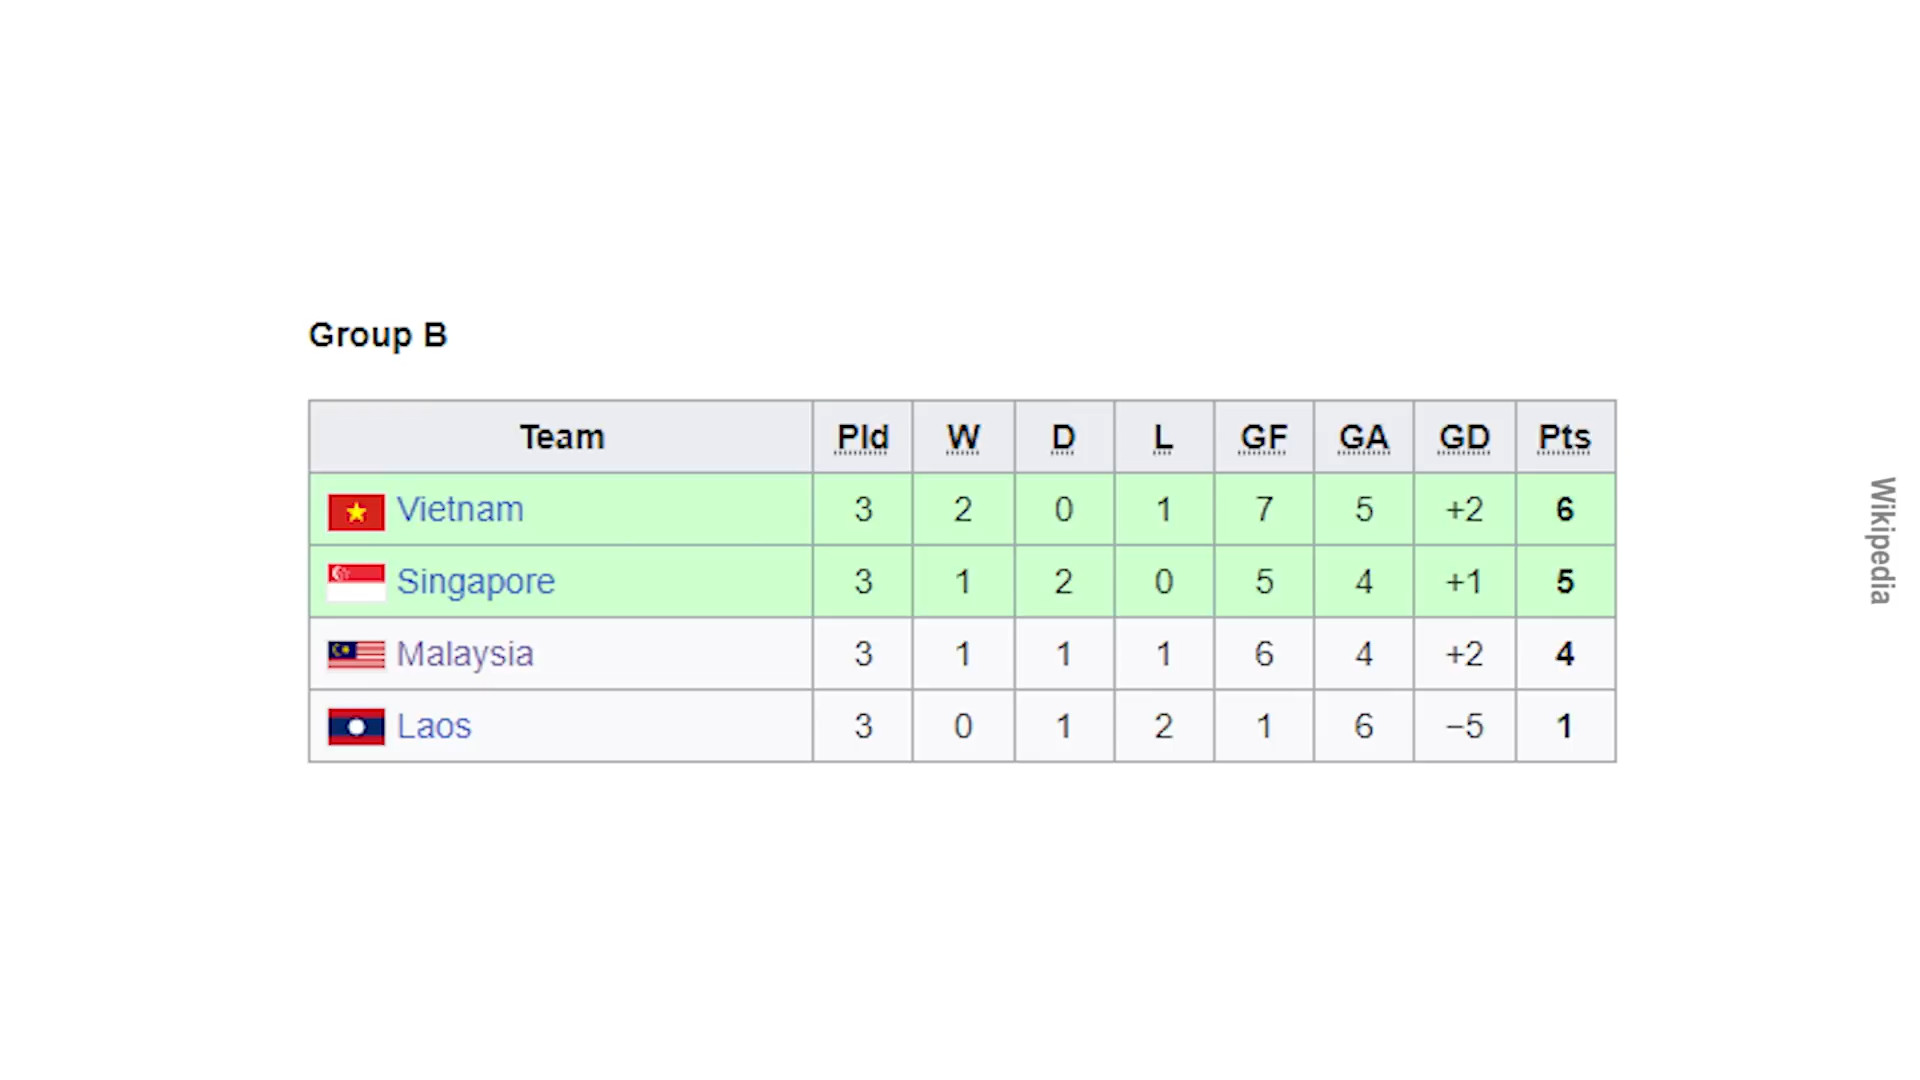 Group B
Team Pld W D L GF GA GD Pts
Vietnam 3 2 0 1 7 5 +2 6
Singapore 3 1 2 0 5 4 +1 5
Malaysia 3 1 1 1 6 4 +2 4
Laos 3 0 1 2 1 6 −5 1
Wikipedia